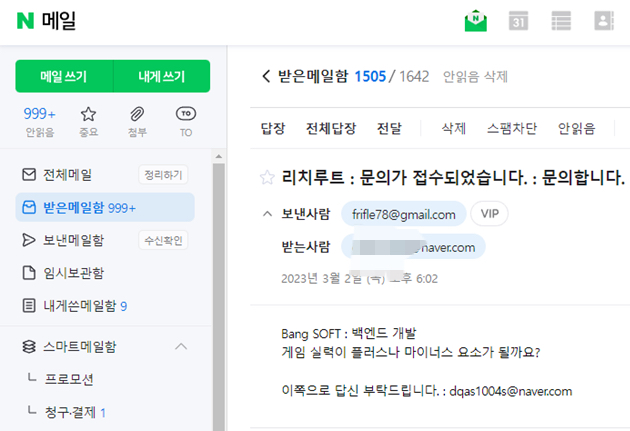 N 메일
N
31
메일 쓰기 내게 쓰기
999+
안읽음 중요 첨부 TO
TO
전체메일 정리하기
받은메일함 999+
보낸메일함 수신확인
임시보관함
내게쓴메일함 9
스마트메일함
프로모션
청구·결제 1
받은메일함 1505 / 1642 안읽음 삭제
답장 전체답장 전달 삭제 스팸차단 안읽음
리치루트 : 문의가 접수되었습니다. : 문의합니다.
보낸사람 frifle78@gmail.com VIP
받는사람 @naver.com
2023년 3월 2일 (목) 오후 6:02
Bang SOFT : 백엔드 개발
게임 실력이 플러스나 마이너스 요소가 될까요?
이쪽으로 답신 부탁드립니다. : dqas1004s@naver.com